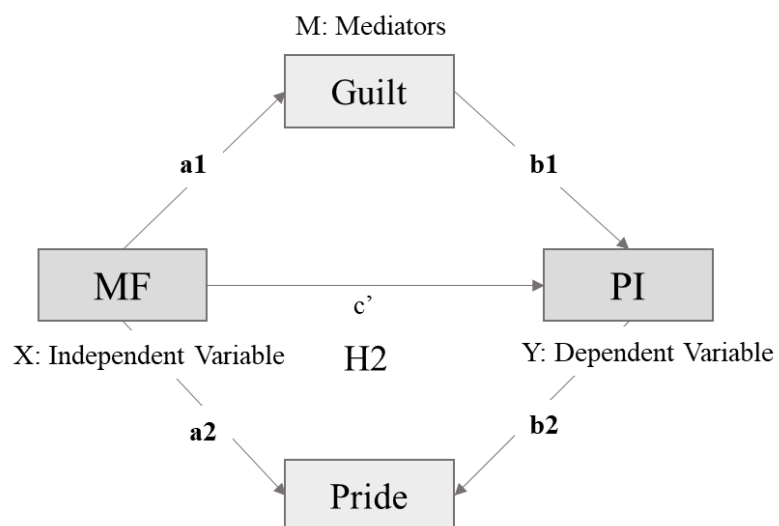 M: Mediators
Guilt
a1
b1
MF
PI
c’
X: Independent Variable
H2
Y: Dependent Variable
a2
b2
Pride